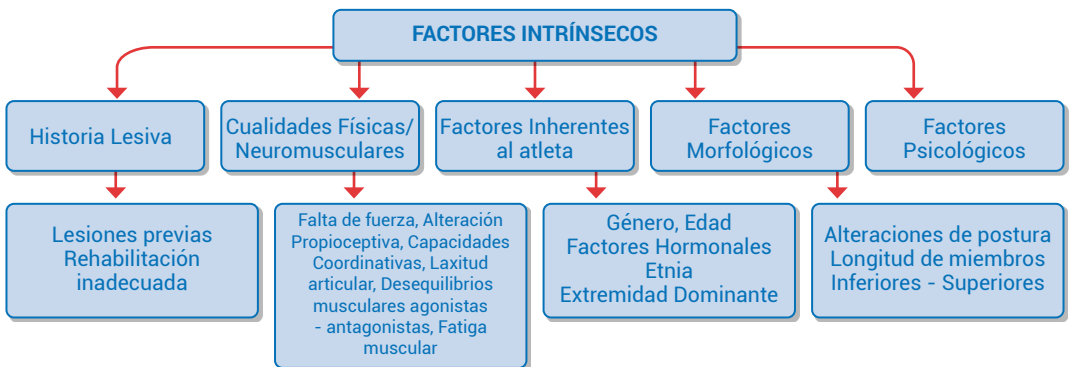 FACTORES INTRÍNSECOS
Historia Lesiva
Cualidades Físicas/
Neuromusculares
Factores Inherentes
al atleta
Factores
Morfológicos
Factores
Psicológicos
Lesiones previas
Rehabilitación
inadecuada
Falta de fuerza, Alteración
Propioceptiva, Capacidades
Coordinativas, Laxitud
articular, Desequilibrios
musculares agonistas
- antagonistas, Fatiga
muscular
Género, Edad
Factores Hormonales
Etnia
Extremidad Dominante
Alteraciones de postura
Longitud de miembros
Inferiores - Superiores